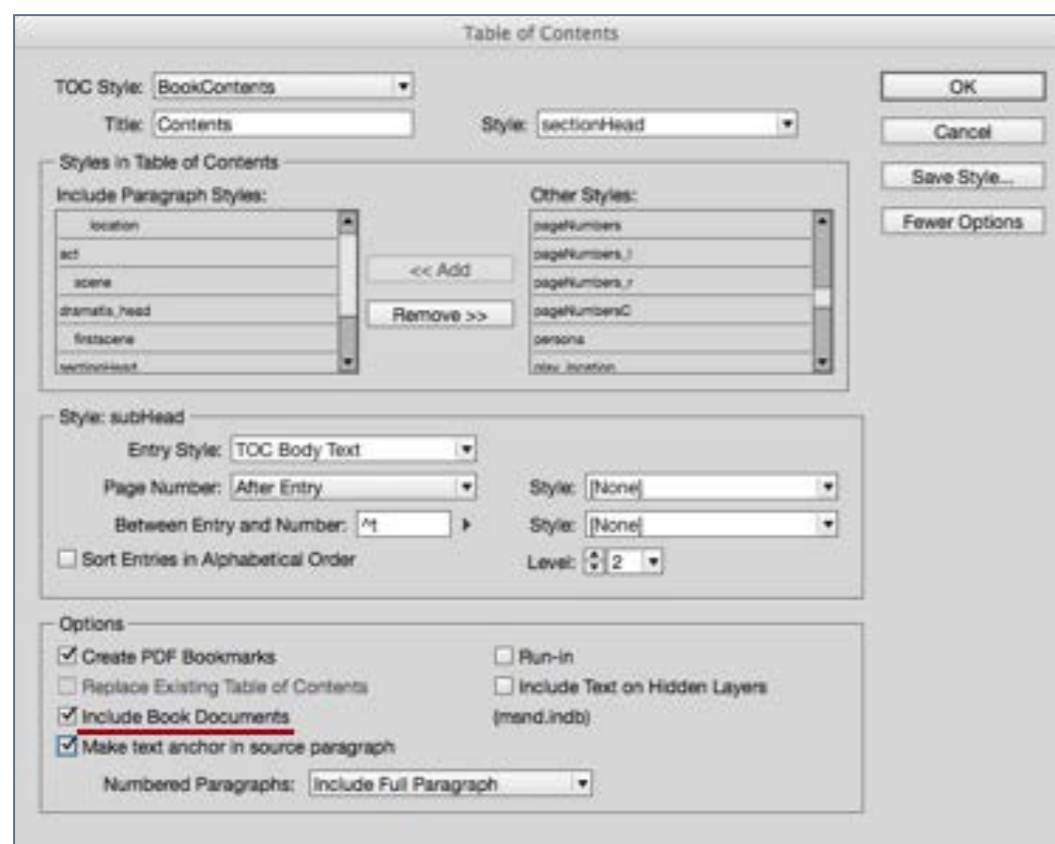 Table of Contents
TOC Style: BookContents
OK
Title: Contents Style: sectionHead
Cancel
Styles in Table of Contents
Save Style...
Include Paragraph Styles: Other Styles:
Fewer Options
location pageNumbers
act pageNumbers_l
<< Add
scene pageNumbers_r
dramatis_head pageNumbersC
Remove >>
firstscene persona
sectionHead play_location
Style: subHead
Entry Style: TOC Body Text
Page Number: After Entry Style: [None]
Between Entry and Number: ^t Style: [None]
Sort Entries in Alphabetical Order Level: 2
Options
Create PDF Bookmarks Run-in
Replace Existing Table of Contents Include Text on Hidden Layers
Include Book Documents (msnd.indb)
Make text anchor in source paragraph
Numbered Paragraphs: Include Full Paragraph